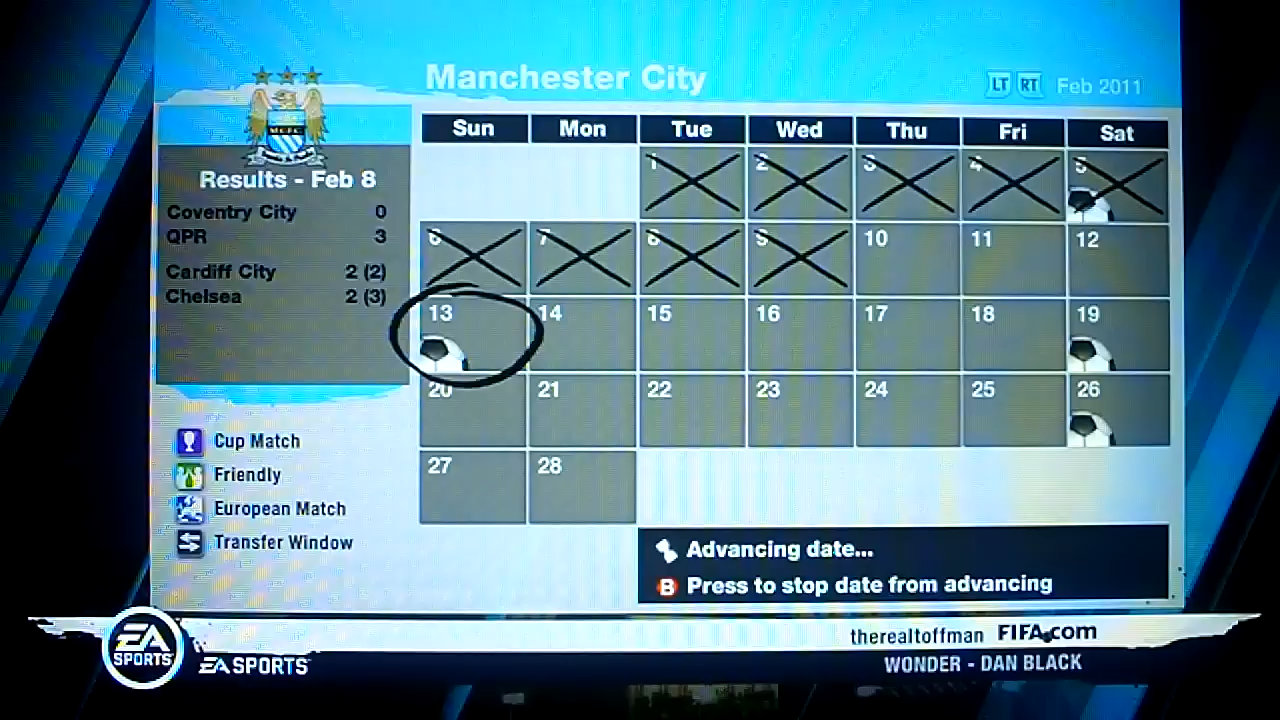 Manchester City
LT RT Feb 2011
MCFC
Results - Feb 8
Coventry City 0
QPR 3
Cardiff City 2 (2)
Chelsea 2 (3)
Sun Mon Tue Wed Thu Fri Sat
1 2 3 4 5
6 7 8 9 10 11 12
13 14 15 16 17 18 19
20 21 22 23 24 25 26
27 28
Cup Match
Friendly
European Match
Transfer Window
Advancing date...
B Press to stop date from advancing
EA
SPORTS
EA SPORTS
therealtoffman FIFA.com
WONDER - DAN BLACK